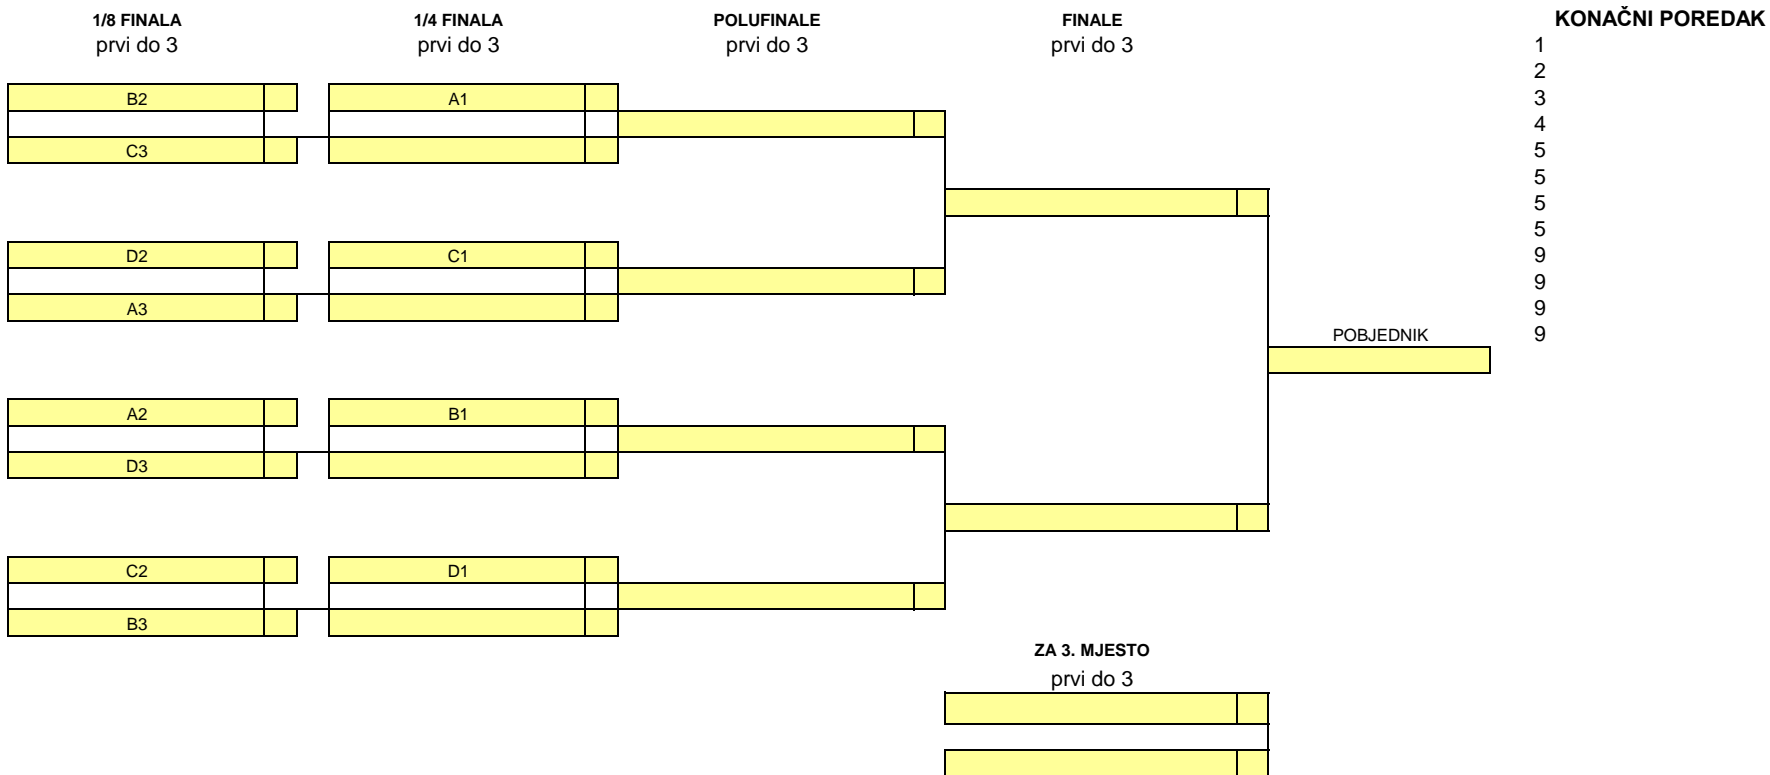 1/8 FINALA
prvi do 3
1/4 FINALA
prvi do 3
POLUFINALE
prvi do 3
FINALE
prvi do 3
KONAČNI POREDAK
1
2
3
4
5
5
5
5
9
9
9
9
B2
C3
D2
A3
A2
D3
C2
B3
A1
C1
B1
D1
POBJEDNIK
ZA 3. MJESTO
prvi do 3